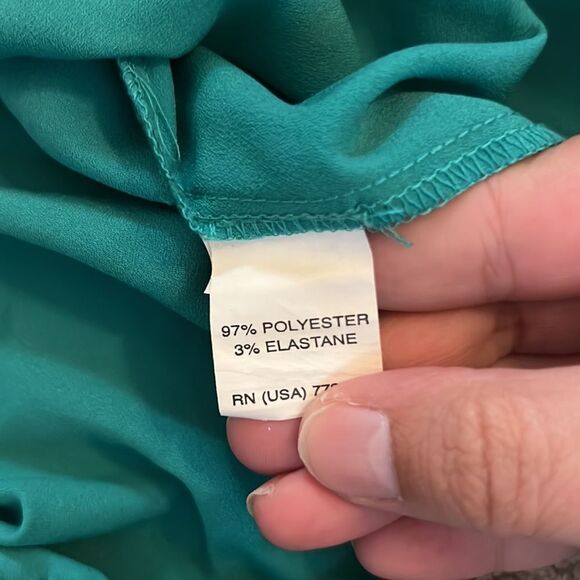 97% POLYESTER
3% ELASTANE
RN (USA)